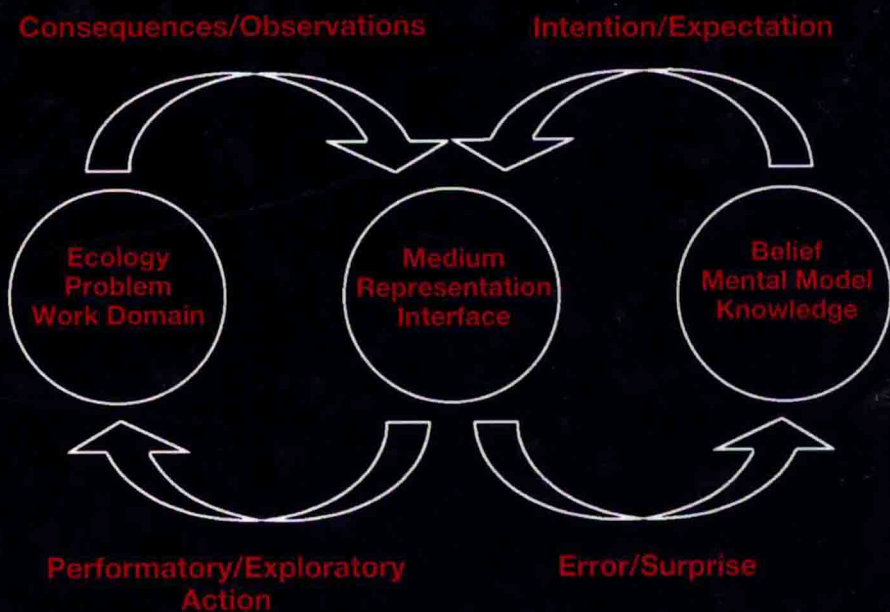 Consequences/Observations
Intention/Expectation
Ecology
Problem
Work Domain
Medium
Representation
Interface
Belief
Mental Model
Knowledge
Performatory/Exploratory
Action
Error/Surprise